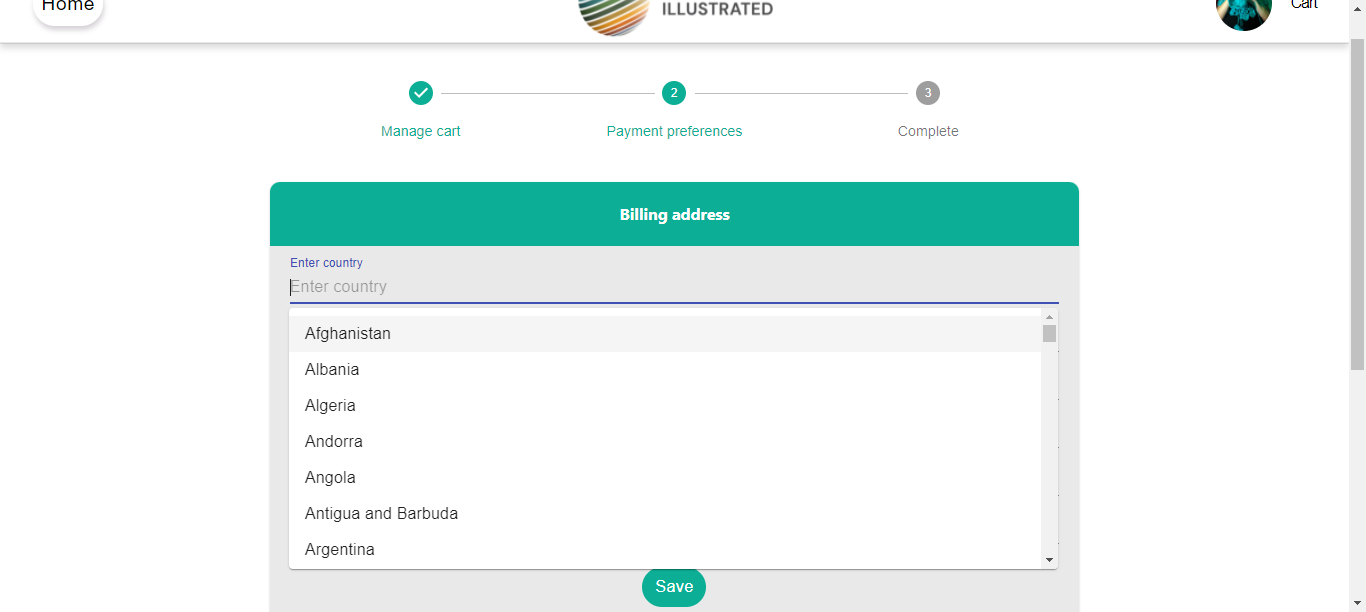 Home
ILLUSTRATED
Cart
2
3
Manage cart
Payment preferences
Complete
Billing address
Enter country
Enter country
Afghanistan
Albania
Algeria
Andorra
Angola
Antigua and Barbuda
Argentina
Save